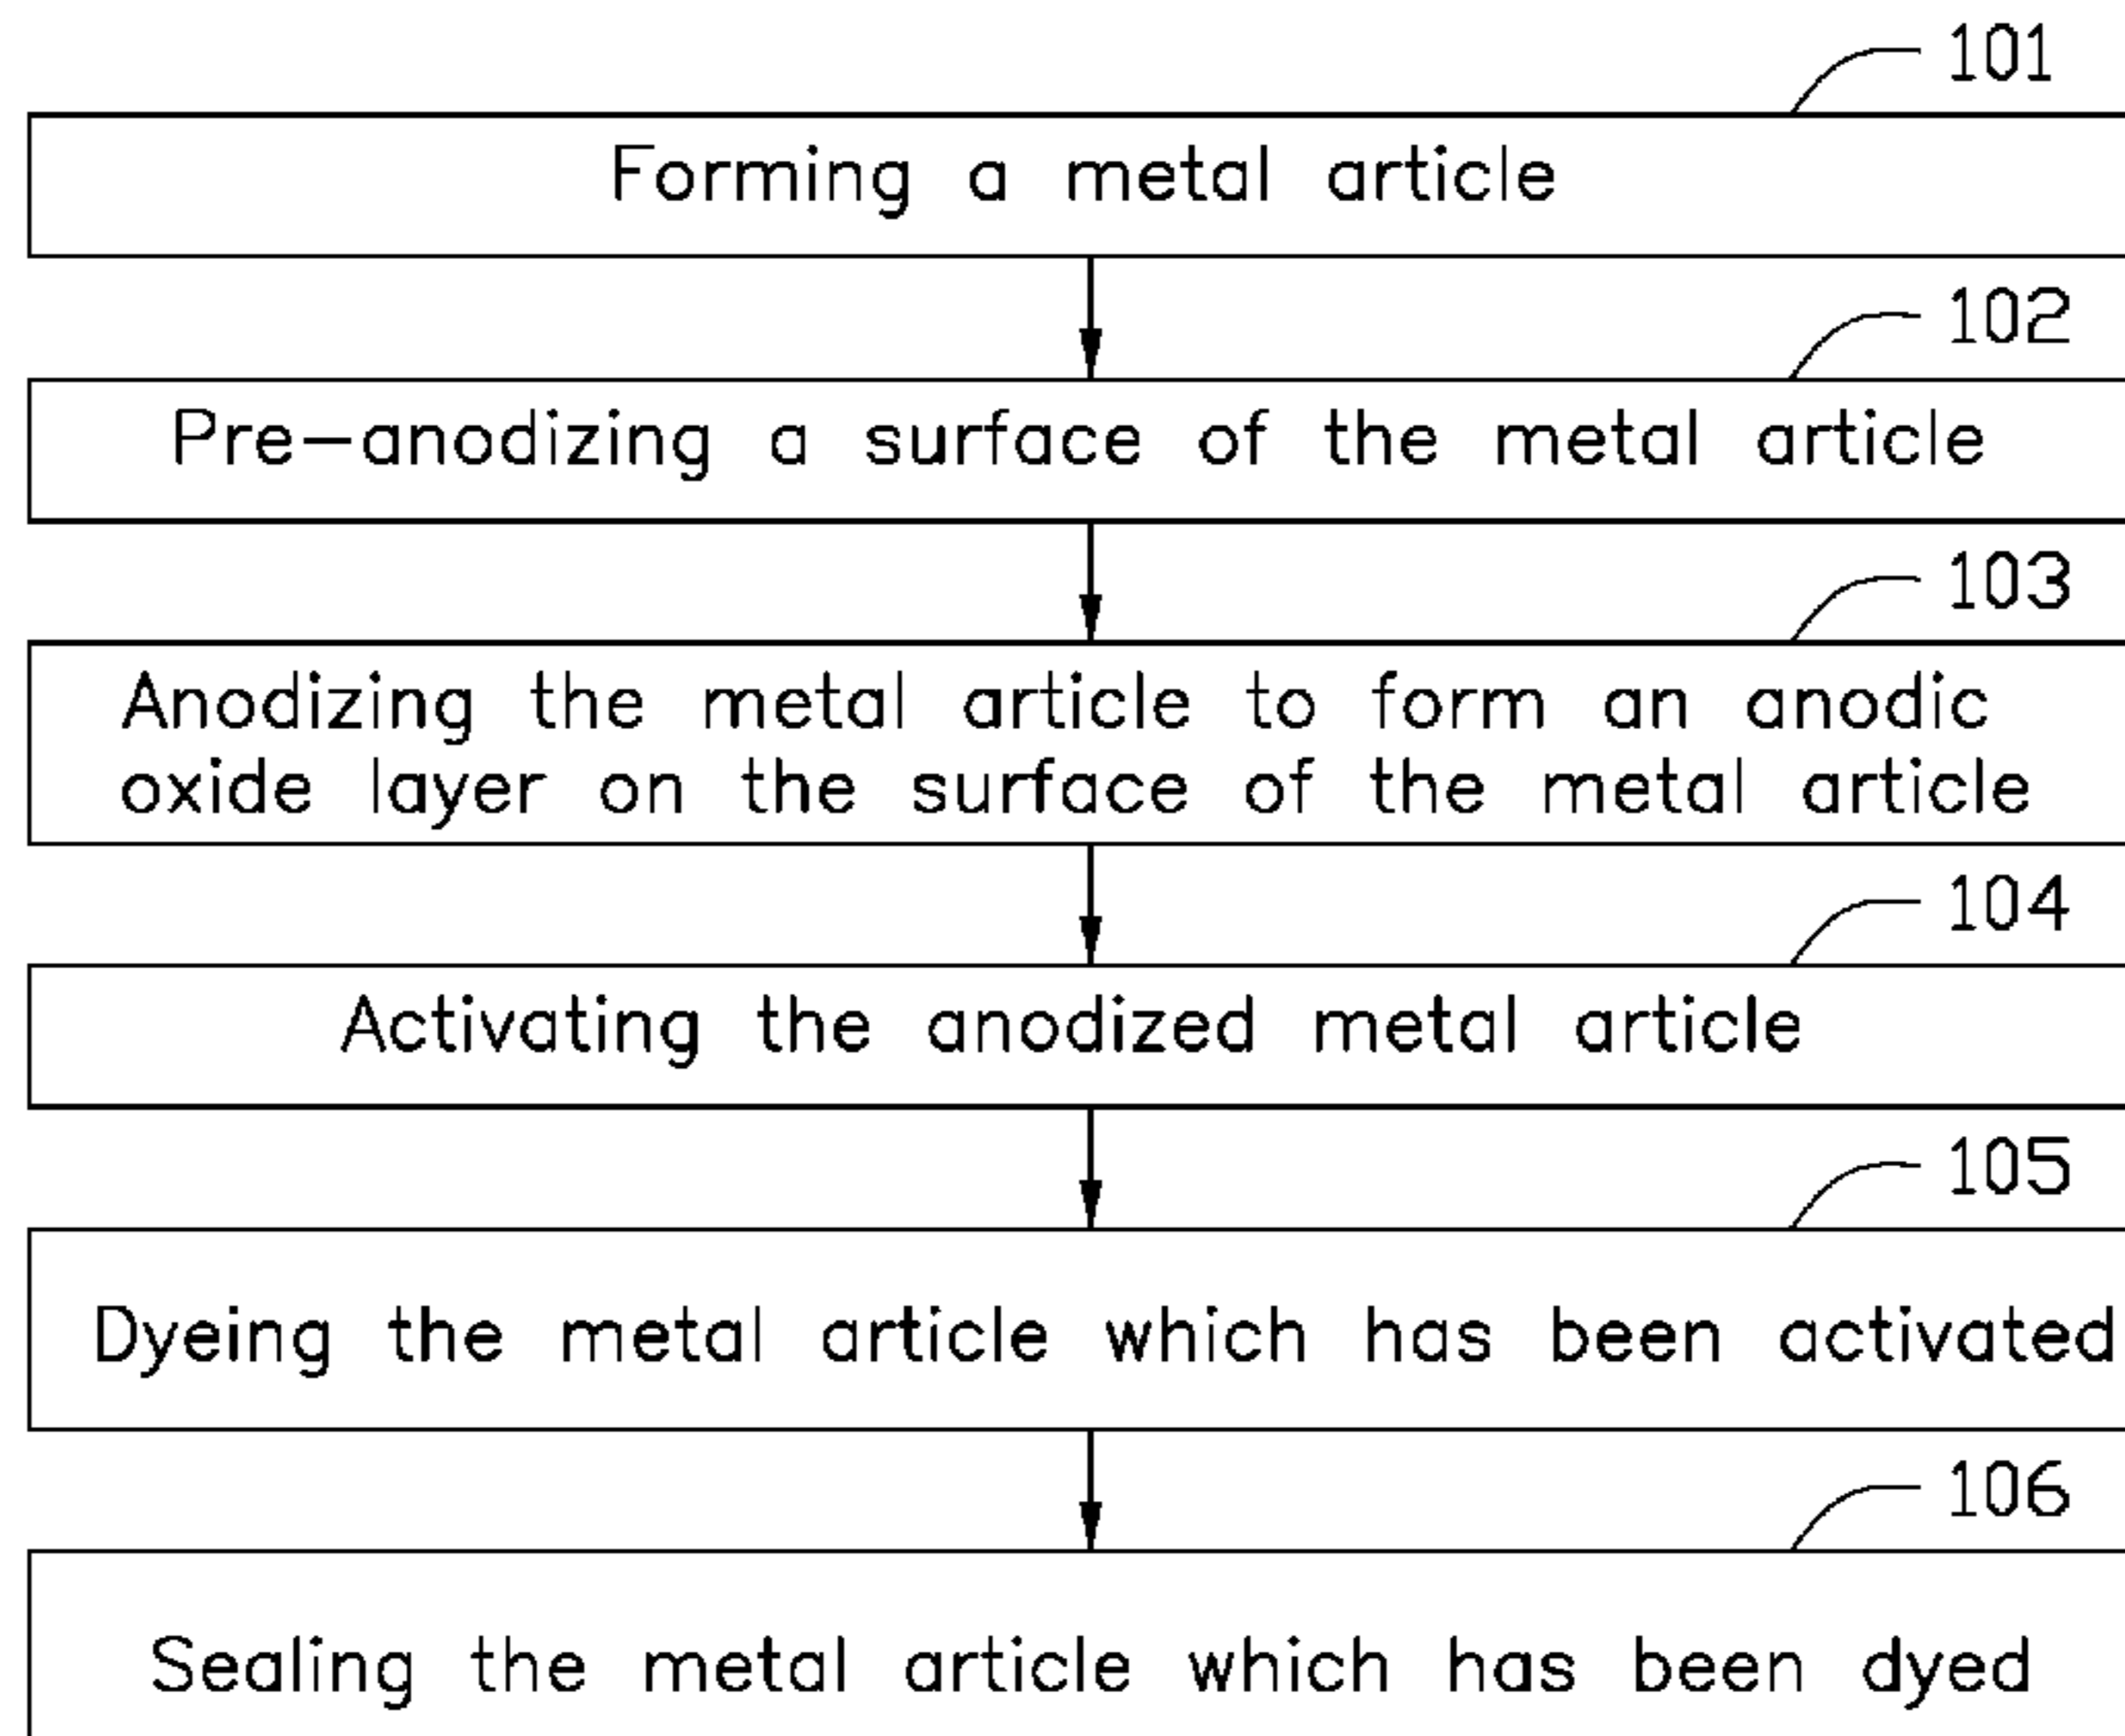 101
Forming a metal article
102
Pre-anodizing a surface of the metal article
103
Anodizing the metal article to form an anodic
oxide layer on the surface of the metal article
104
Activating the anodized metal article
105
Dyeing the metal article which has been activated
106
Sealing the metal article which has been dyed